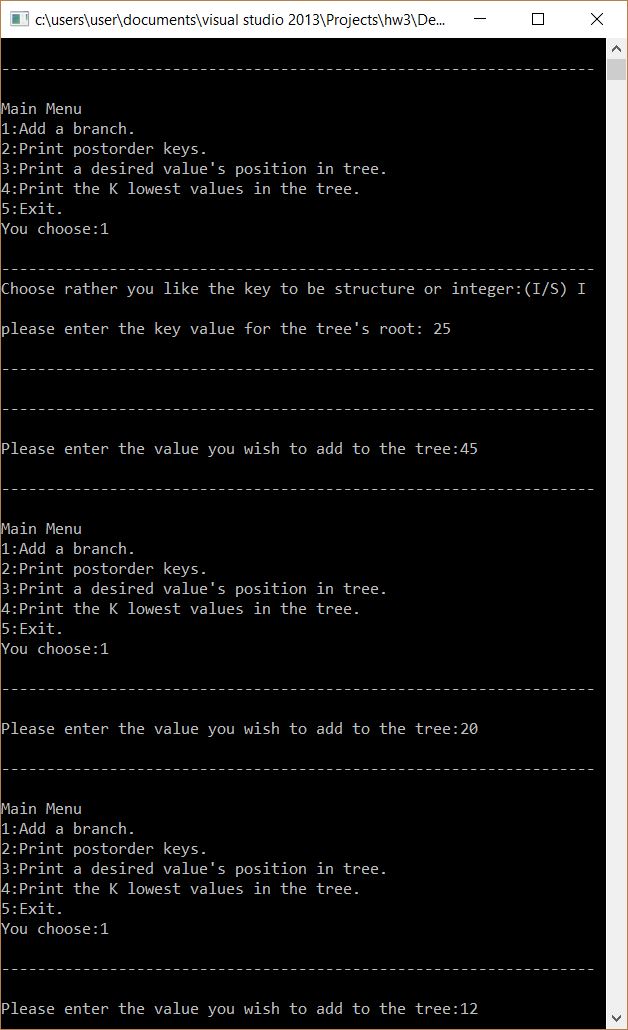 c:\users\user\documents\visual studio 2013\Projects\hw3\De...
------------------------------------------------------------------
Main Menu
1:Add a branch.
2:Print postorder keys.
3:Print a desired value's position in tree.
4:Print the K lowest values in the tree.
5:Exit.
You choose:1
------------------------------------------------------------------
Choose rather you like the key to be structure or integer:(I/S) I
please enter the key value for the tree's root: 25
------------------------------------------------------------------
------------------------------------------------------------------
Please enter the value you wish to add to the tree:45
------------------------------------------------------------------
Main Menu
1:Add a branch.
2:Print postorder keys.
3:Print a desired value's position in tree.
4:Print the K lowest values in the tree.
5:Exit.
You choose:1
------------------------------------------------------------------
Please enter the value you wish to add to the tree:20
------------------------------------------------------------------
Main Menu
1:Add a branch.
2:Print postorder keys.
3:Print a desired value's position in tree.
4:Print the K lowest values in the tree.
5:Exit.
You choose:1
------------------------------------------------------------------
Please enter the value you wish to add to the tree:12